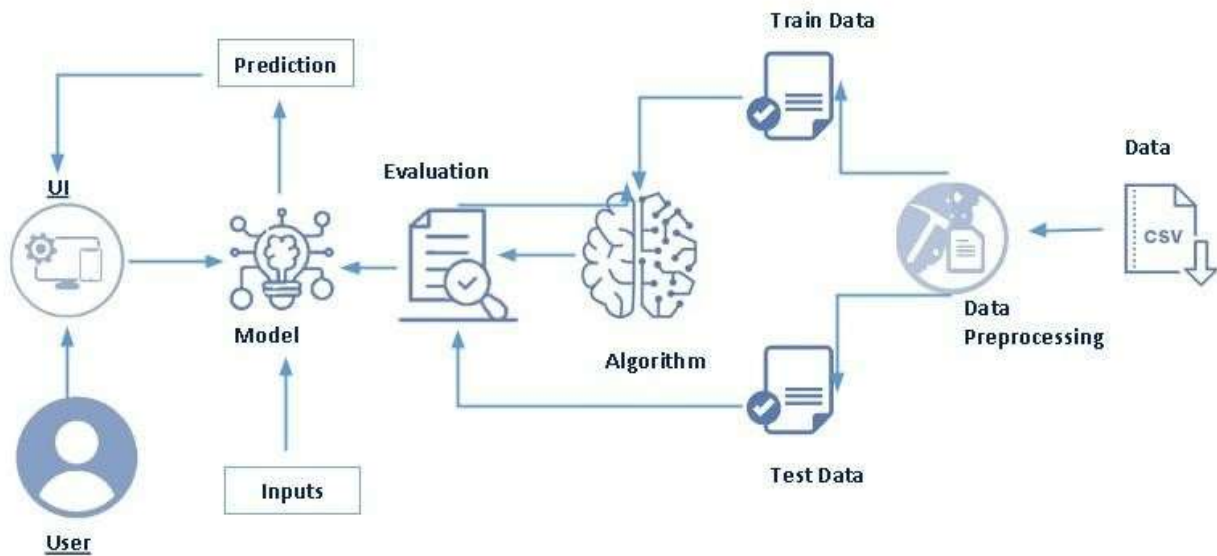 Train Data
Prediction
Data
Evaluation
UI
CSV
Data
Preprocessing
Model
Algorithm
Test Data
Inputs
User